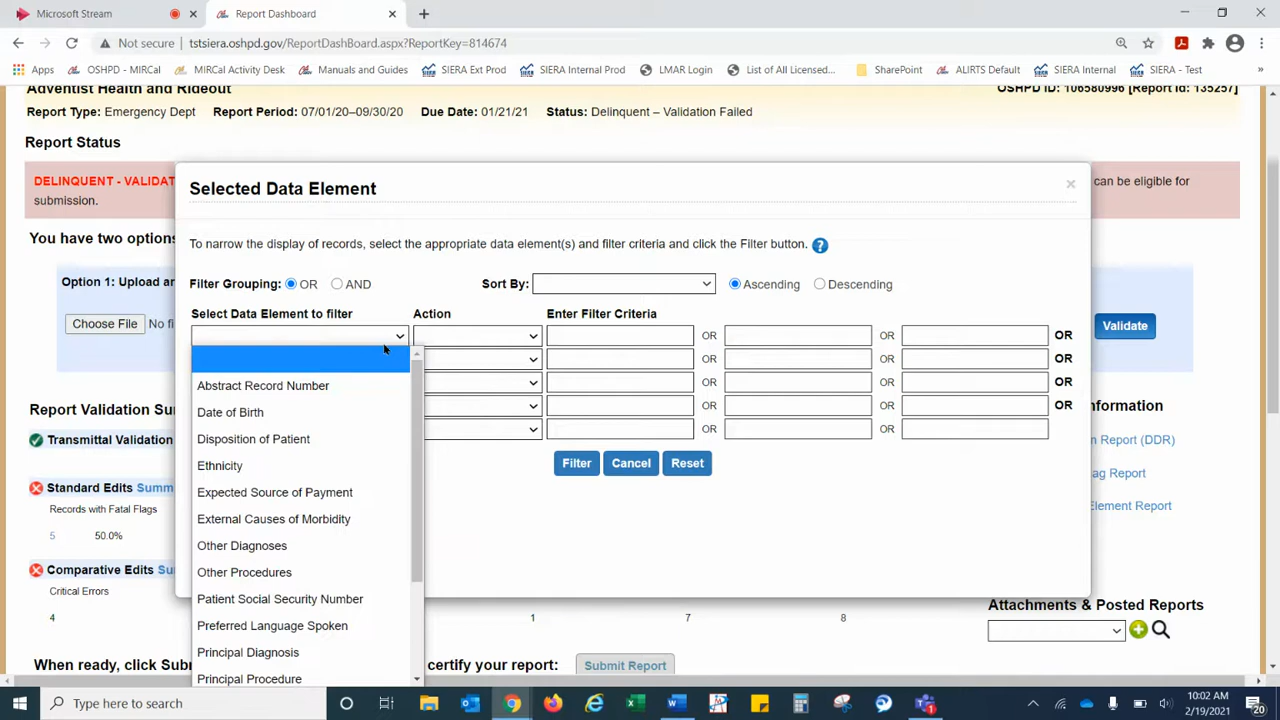 Microsoft Stream
Report Dashboard
Not secure | tstsiera.oshpd.gov/ReportDashBoard.aspx?ReportKey=814674
Apps OSHPD - MIRCal MIRCal Activity Desk Manuals and Guides SIERA Ext Prod SIERA Internal Prod LMAR Login List of All Licensed... SharePoint ALIRTS Default SIERA Internal SIERA - Test »
Adventist Health and Rideout OSHPD ID: 106580996 [Report Id: 135257]
Report Type: Emergency Dept Report Period: 07/01/20–09/30/20 Due Date: 01/21/21 Status: Delinquent – Validation Failed
Report Status
DELINQUENT - VALIDAT can be eligible for
submission.
You have two option
Option 1: Upload ar
Choose File No fi
Validate
Selected Data Element
To narrow the display of records, select the appropriate data element(s) and filter criteria and click the Filter button. ?
Filter Grouping: OR AND Sort By: Ascending Descending
Select Data Element to filter Action Enter Filter Criteria
OR OR OR
OR OR OR
OR OR OR
OR OR OR
OR OR
Filter Cancel Reset
Abstract Record Number
Date of Birth
Disposition of Patient
Ethnicity
Expected Source of Payment
External Causes of Morbidity
Other Diagnoses
Other Procedures
Patient Social Security Number
Preferred Language Spoken
Principal Diagnosis
Principal Procedure
Report Validation Su
Transmittal Validation
Standard Edits Summ
Records with Fatal Flags
5 50.0%
Comparative Edits Su
Critical Errors
4 1 7 8
formation
n Report (DDR)
ag Report
Element Report
Attachments & Posted Reports
When ready, click Sub certify your report: Submit Report
Type here to search
10:02 AM
2/19/2021
20